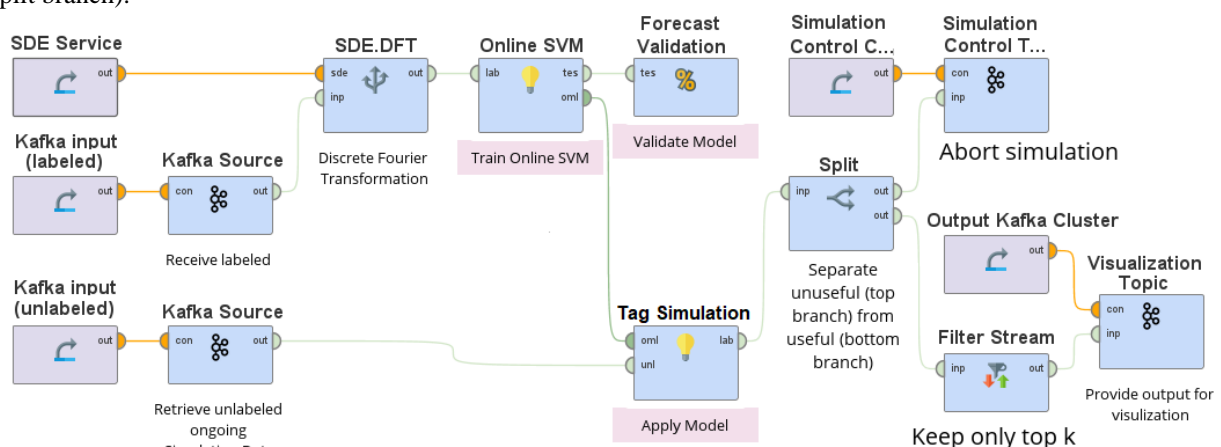 plit branch).
SDE Service
out
SDE.DFT
sde
out
inp
Discrete Fourier
Transformation
Online SVM
lab
tes
oml
Train Online SVM
Forecast
Validation
tes
Validate Model
Simulation
Control C...
out
Simulation
Control T...
con
inp
Abort simulation
Kafka input
(labeled)
out
Kafka Source
con
out
Receive labeled
Split
inp
out
out
Separate
unuseful (top
branch) from
useful (bottom
branch)
Output Kafka Cluster
out
Visualization
Topic
con
inp
Provide output for
visulization
Kafka input
(unlabeled)
out
Kafka Source
con
out
Retrieve unlabeled
ongoing
Tag Simulation
oml
lab
unl
Apply Model
Filter Stream
inp
out
Keep only top k